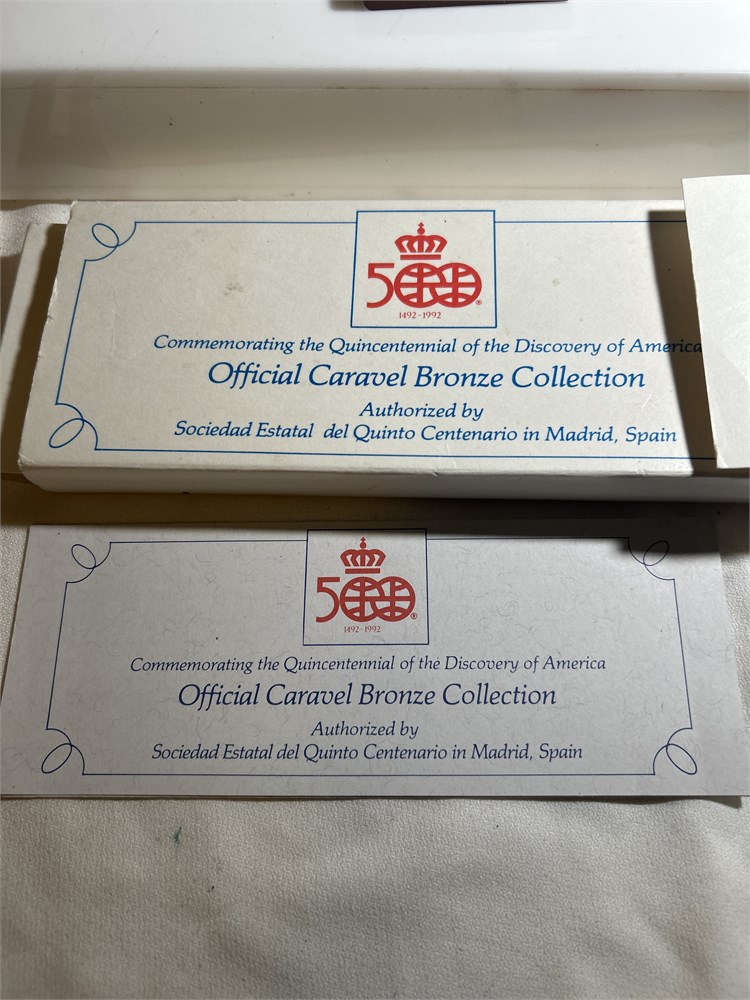 500®
1492-1992
Commemorating the Quincentennial of the Discovery of America
Official Caravel Bronze Collection
Authorized by
Sociedad Estatal del Quinto Centenario in Madrid, Spain
500®
1492-1992
Commemorating the Quincentennial of the Discovery of America
Official Caravel Bronze Collection
Authorized by
Sociedad Estatal del Quinto Centenario in Madrid, Spain